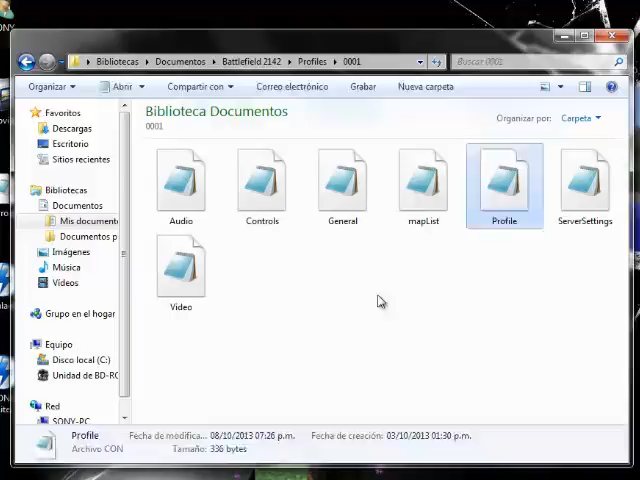 Bibliotecas Documentos Battlefield 2142 Profiles 0001 Buscar 0001
Organizar Abrir Compartir con Correo electrónico Grabar Nueva carpeta
Favoritos
Descargas
Escritorio
Sitios recientes
Bibliotecas
Documentos
Mis document
Documentos p
Imágenes
Música
Vídeos
Grupo en el hogar
Equipo
Disco local (C:)
Unidad de BD-RO
Red
SONY-PC
Biblioteca Documentos
0001
Organizar por: Carpeta
Audio Controls General mapList Profile ServerSettings
Video
Profile Fecha de modifica... 08/10/2013 07:26 p.m. Fecha de creación: 03/10/2013 01:30 p.m.
Archivo CON Tamaño: 336 bytes